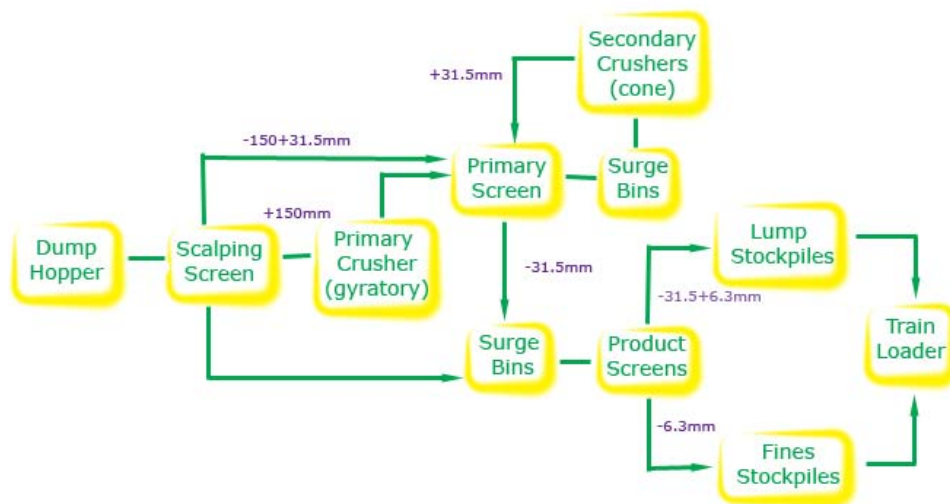 Secondary
Crushers
(cone)
+31.5mm
-150+31.5mm
Primary
Screen
Surge
Bins
+150mm
Dump
Hopper
Scalping
Screen
Primary
Crusher
(gyratory)
Lump
Stockpiles
-31.5mm
-31.5+6.3mm
Surge
Bins
Product
Screens
Train
Loader
-6.3mm
Fines
Stockpiles